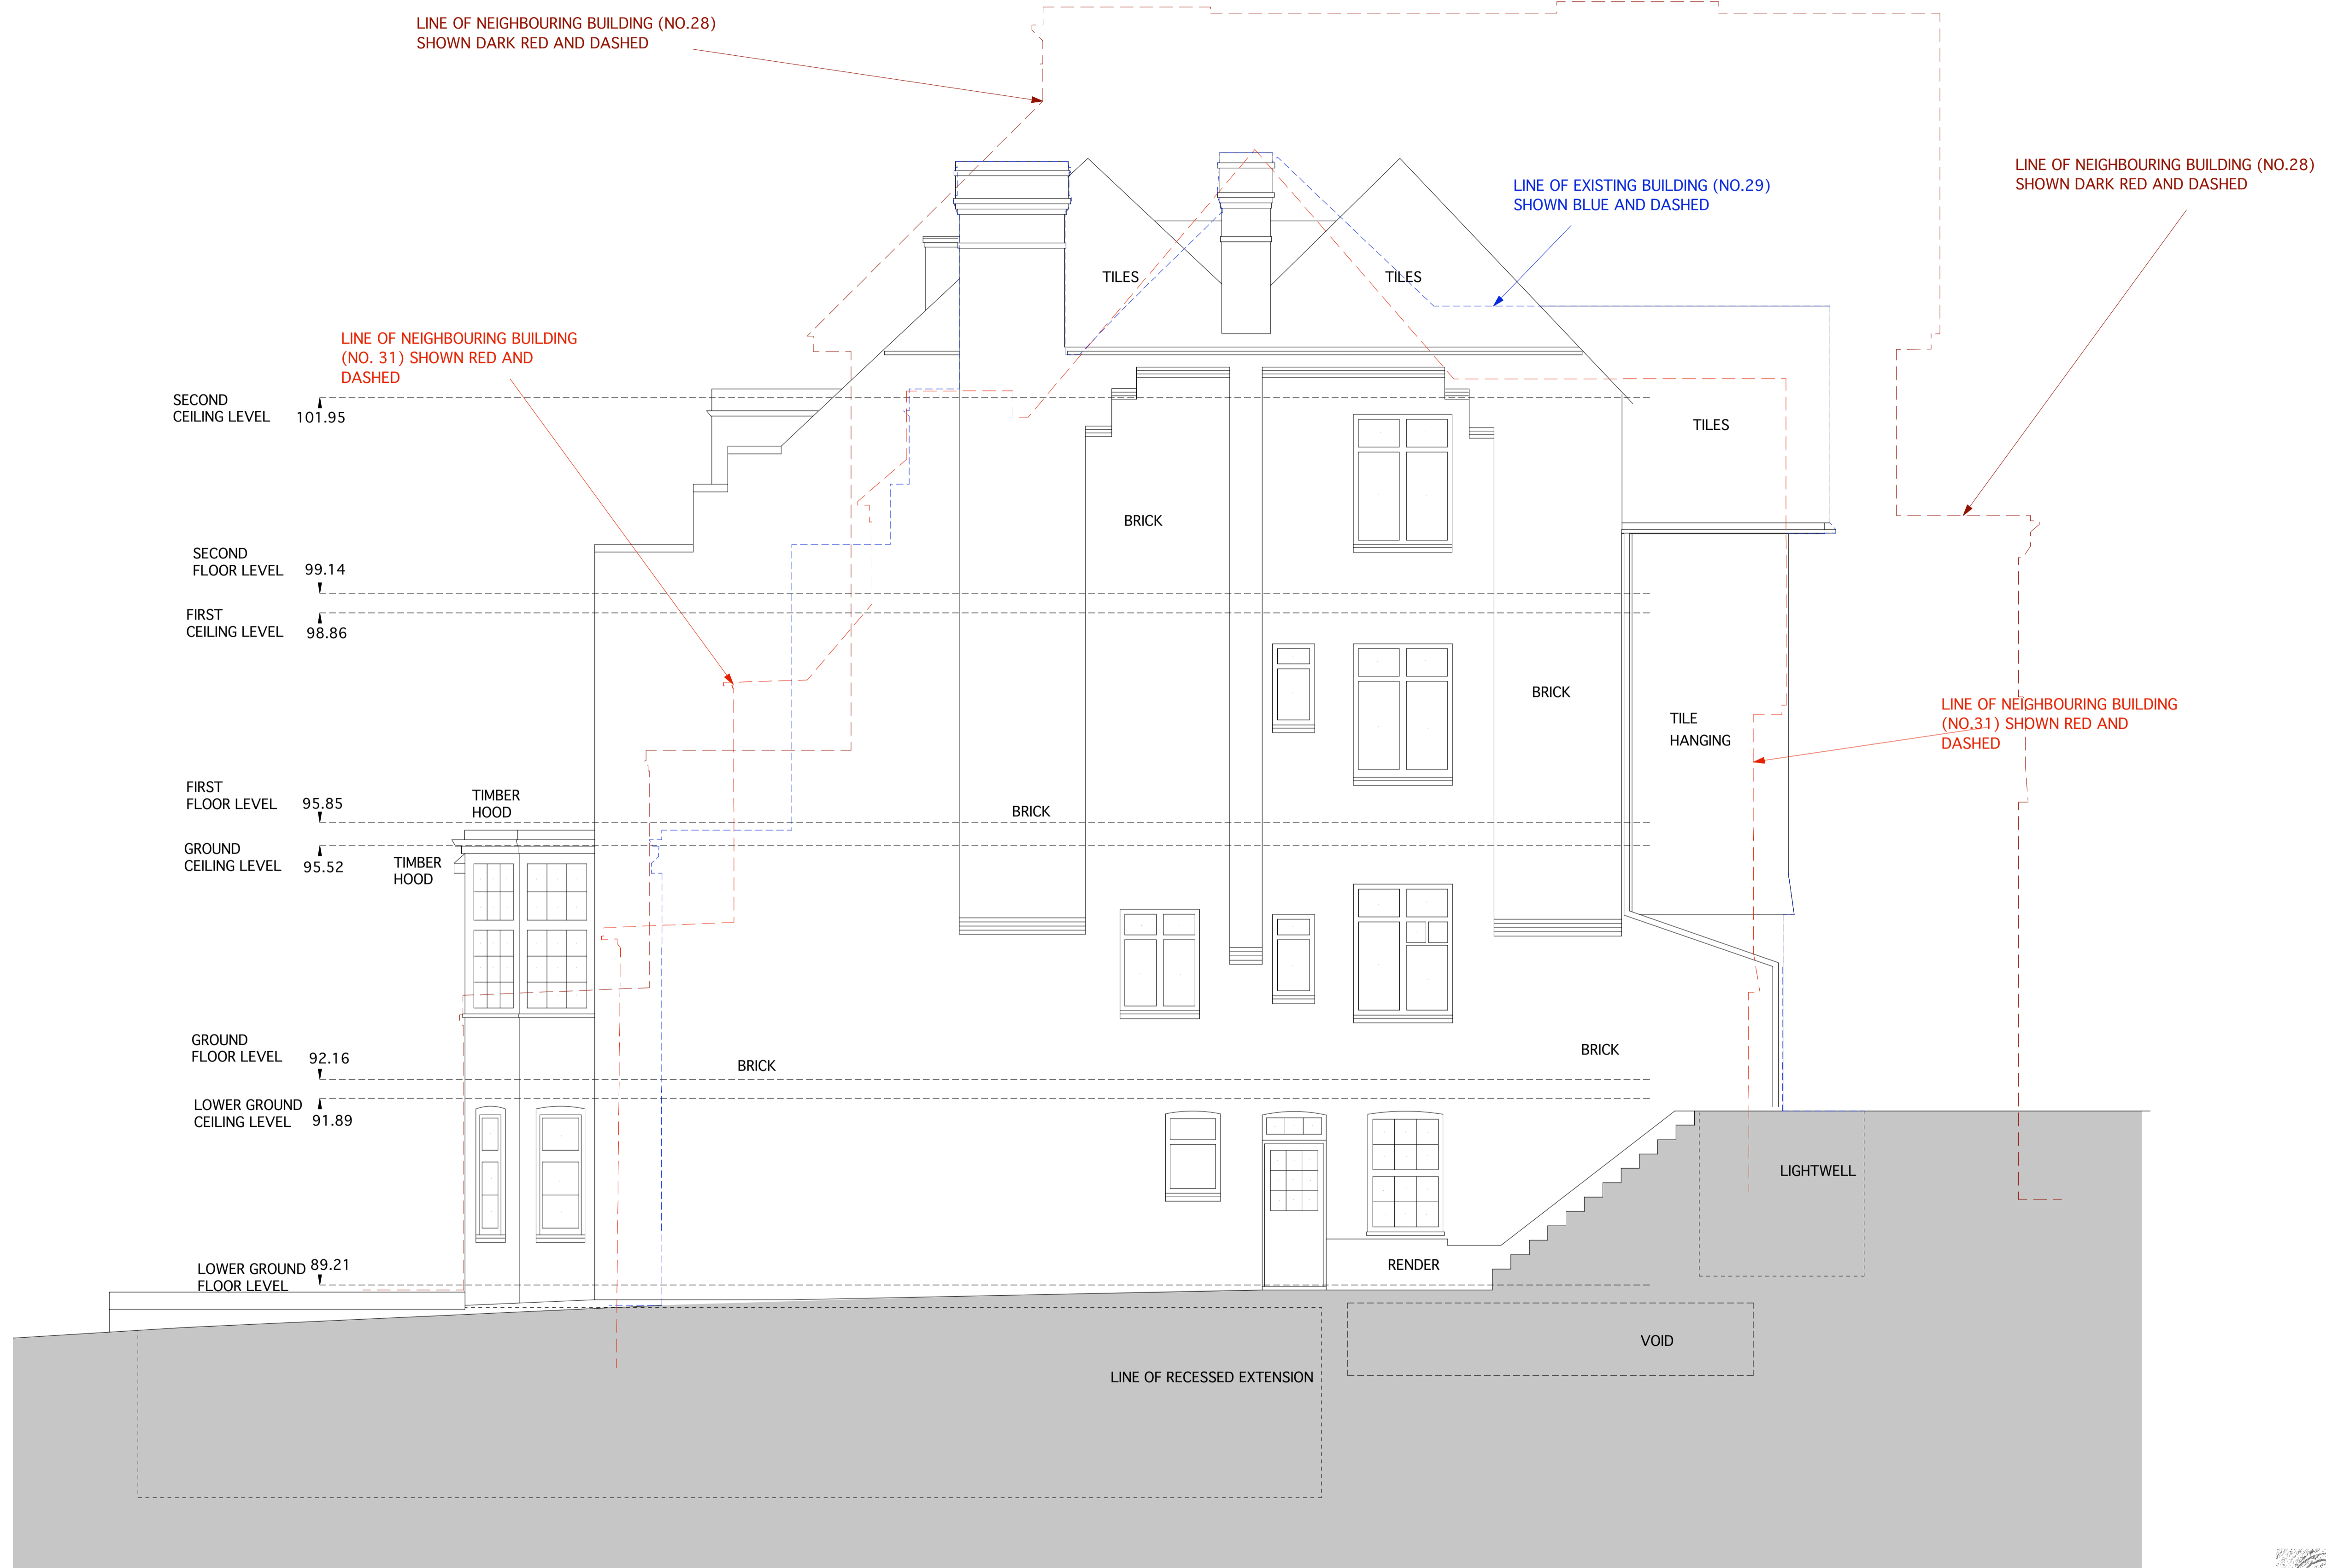 LINE OF NEIGHBOURING BUILDING (NO.28)
SHOWN DARK RED AND DASHED
LINE OF NEIGHBOURING BUILDING (NO.28)
SHOWN DARK RED AND DASHED
LINE OF EXISTING BUILDING (NO.29)
SHOWN BLUE AND DASHED
TILES
TILES
LINE OF NEIGHBOURING BUILDING
(NO. 31) SHOWN RED AND
DASHED
SECOND
CEILING LEVEL 101.95
TILES
BRICK
SECOND
FLOOR LEVEL 99.14
FIRST
CEILING LEVEL 98.86
BRICK
TILE
HANGING
LINE OF NEIGHBOURING BUILDING
(NO.31) SHOWN RED AND
DASHED
FIRST
FLOOR LEVEL 95.85
TIMBER
HOOD
BRICK
GROUND
CEILING LEVEL 95.52
TIMBER
HOOD
GROUND
FLOOR LEVEL 92.16
BRICK
BRICK
LOWER GROUND
CEILING LEVEL 91.89
LIGHTWELL
LOWER GROUND 89.21
FLOOR LEVEL
RENDER
VOID
LINE OF RECESSED EXTENSION